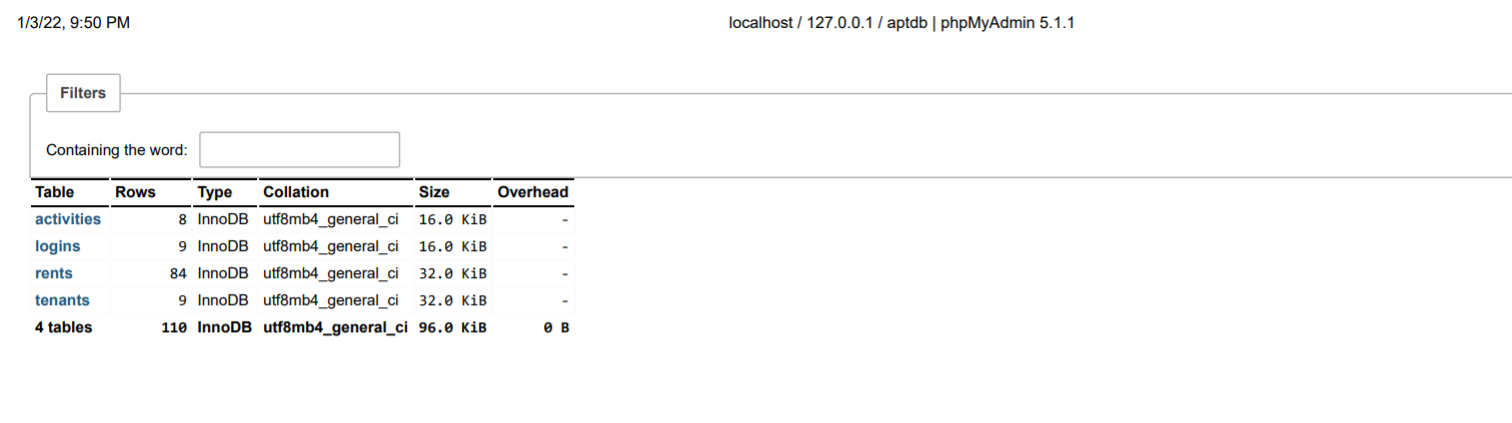 1/3/22, 9:50 PM localhost / 127.0.0.1 / aptdb | phpMyAdmin 5.1.1
Filters
Containing the word:
Table Rows Type Collation Size Overhead
activities 8 InnoDB utf8mb4_general_ci 16.0 KiB -
logins 9 InnoDB utf8mb4_general_ci 16.0 KiB -
rents 84 InnoDB utf8mb4_general_ci 32.0 KiB -
tenants 9 InnoDB utf8mb4_general_ci 32.0 KiB -
4 tables 110 InnoDB utf8mb4_general_ci 96.0 KiB 0 B